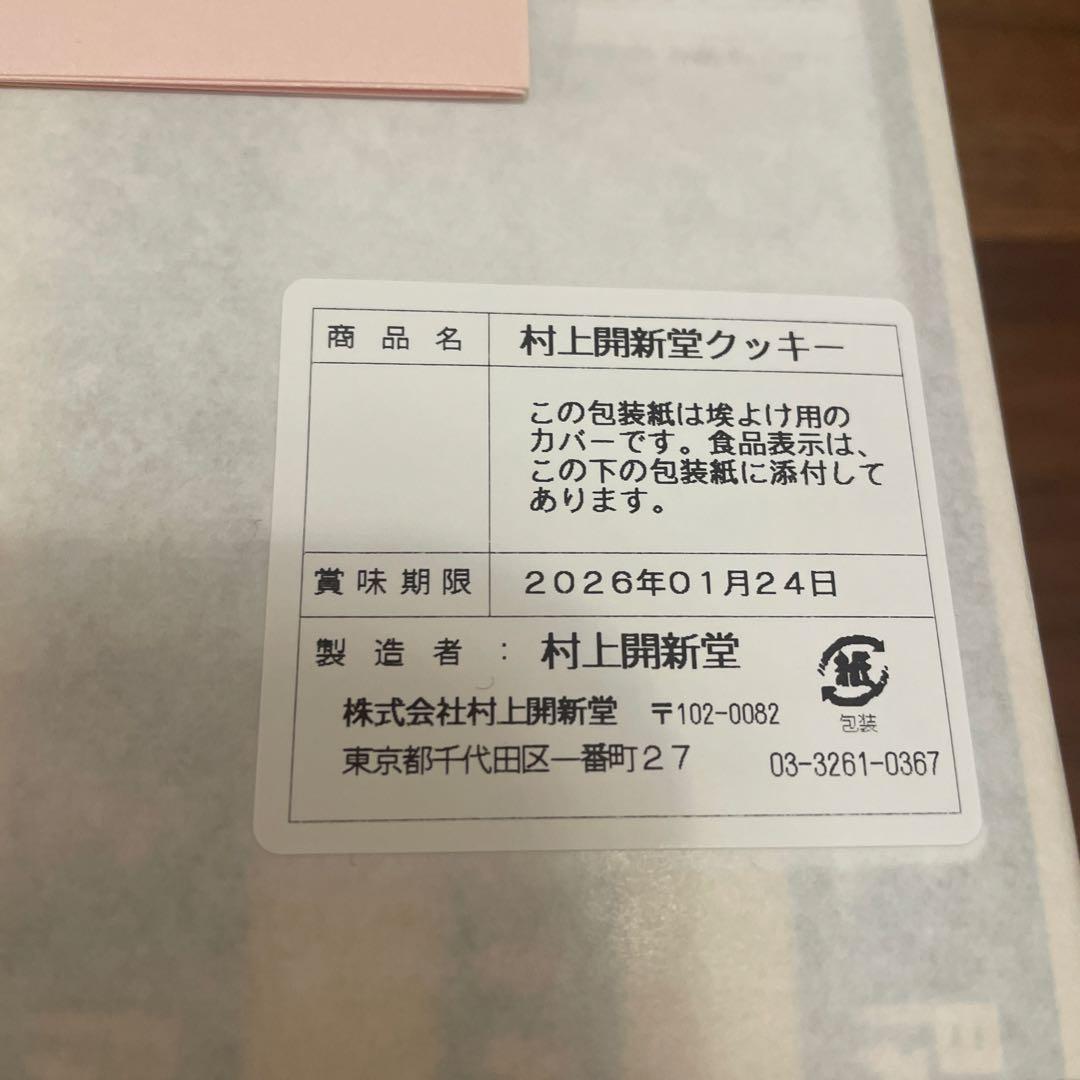 商品名 村上開新堂クッキー
この包装紙は埃よけ用の
カバーです。食品表示は、
この下の包装紙に添付して
あります。
賞味期限 2026年01月24日
製造者：村上開新堂
紙
包装
株式会社村上開新堂 〒102-0082
東京都千代田区一番町27 03-3261-0367